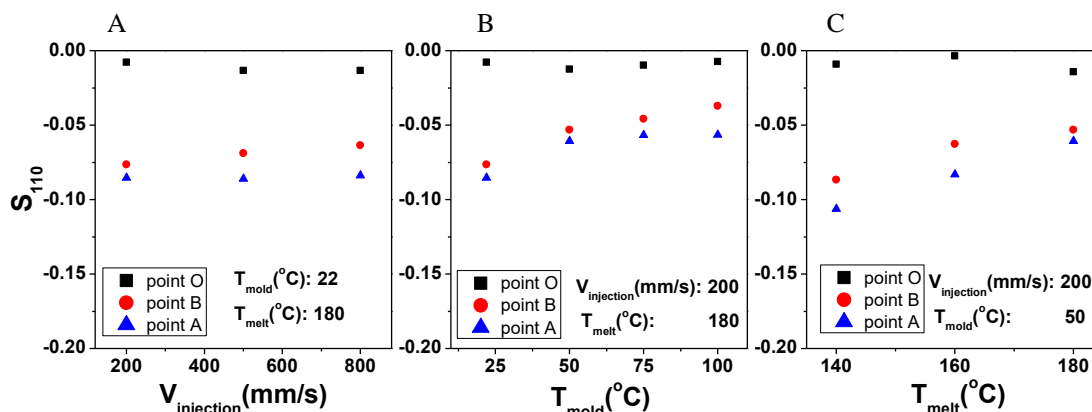 A
B
C
S110
0.00
-0.05
-0.10
-0.15
-0.20
point O
point B
point A
Tmold(°C): 22
Tmelt(°C): 180
200 400 600 800
Vinjection(mm/s)
0.00
-0.05
-0.10
-0.15
-0.20
point O
point B
point A
Vinjection(mm/s): 200
Tmelt(°C): 180
25 50 75 100
Tmold(°C)
0.00
-0.05
-0.10
-0.15
-0.20
point O
point B
point A
Vinjection(mm/s): 200
Tmold(°C): 50
140 160 180
Tmelt(°C)